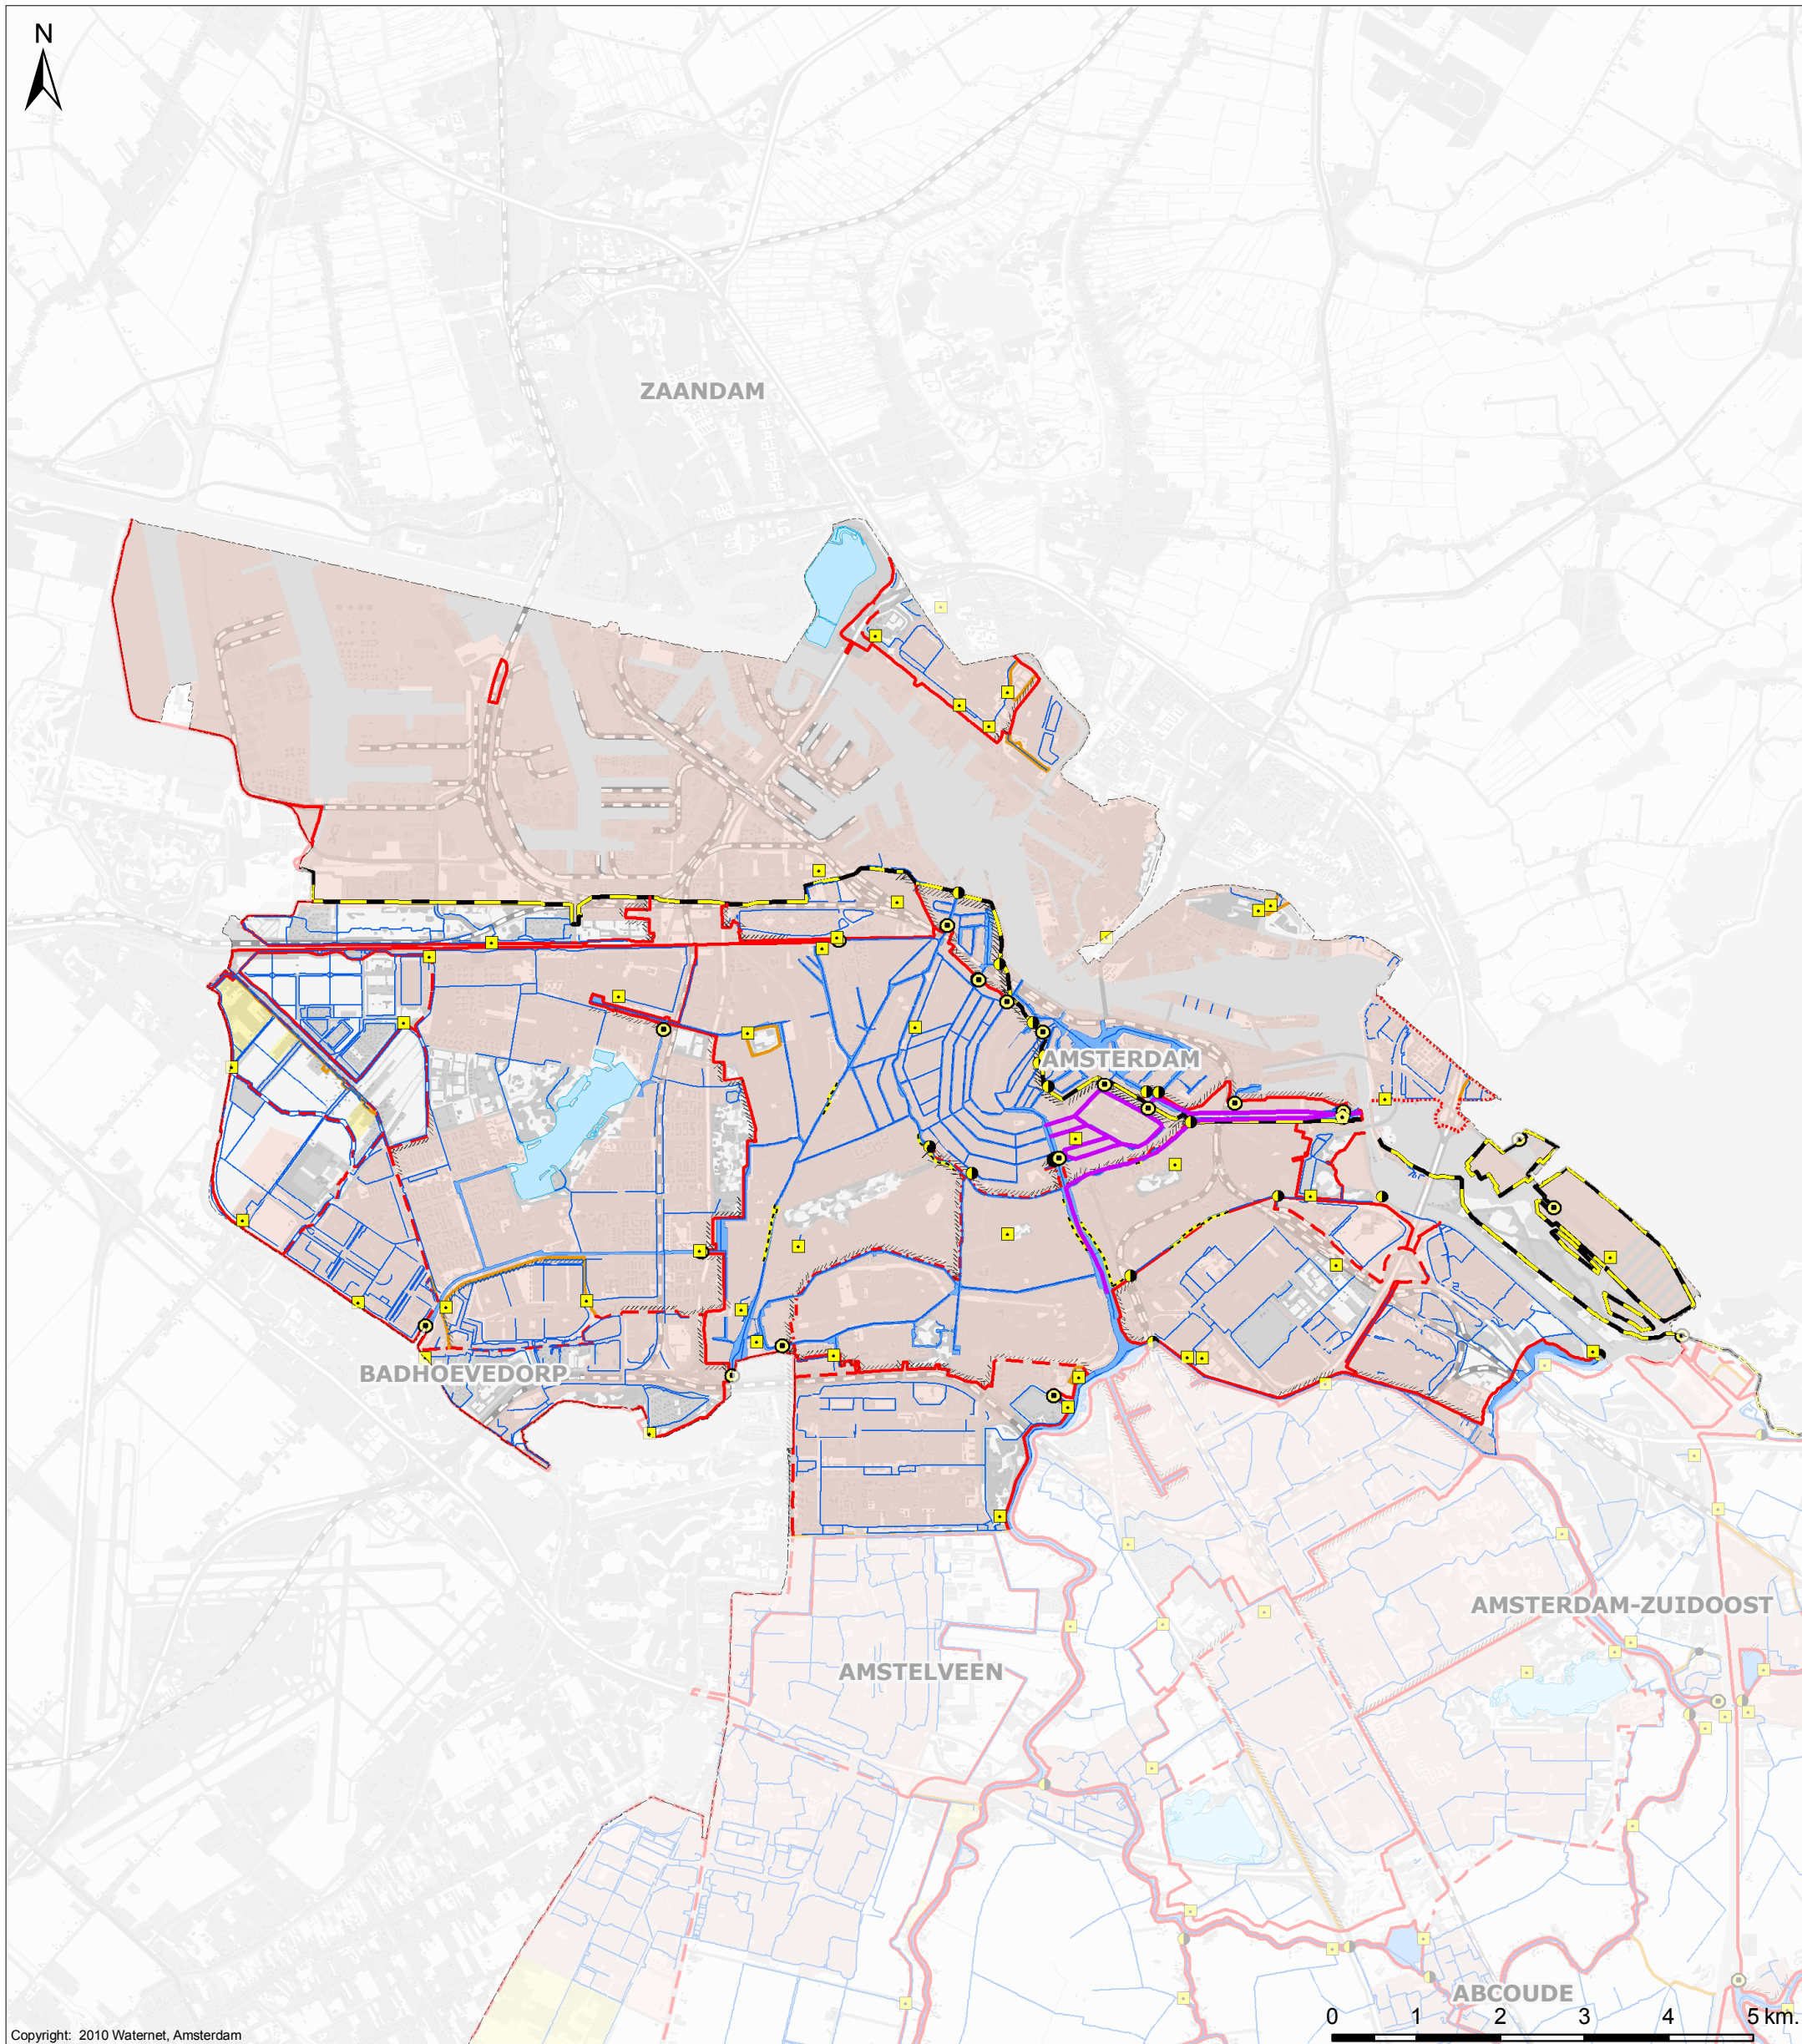 N
ZAANDAM
AMSTERDAM
BADHOEVEDORP
AMSTERDAM-ZUIDOOST
AMSTELVEEN
ABCOUDE
0 1 2 3 4 5 km.
Copyright: 2010 Waternet, Amsterdam